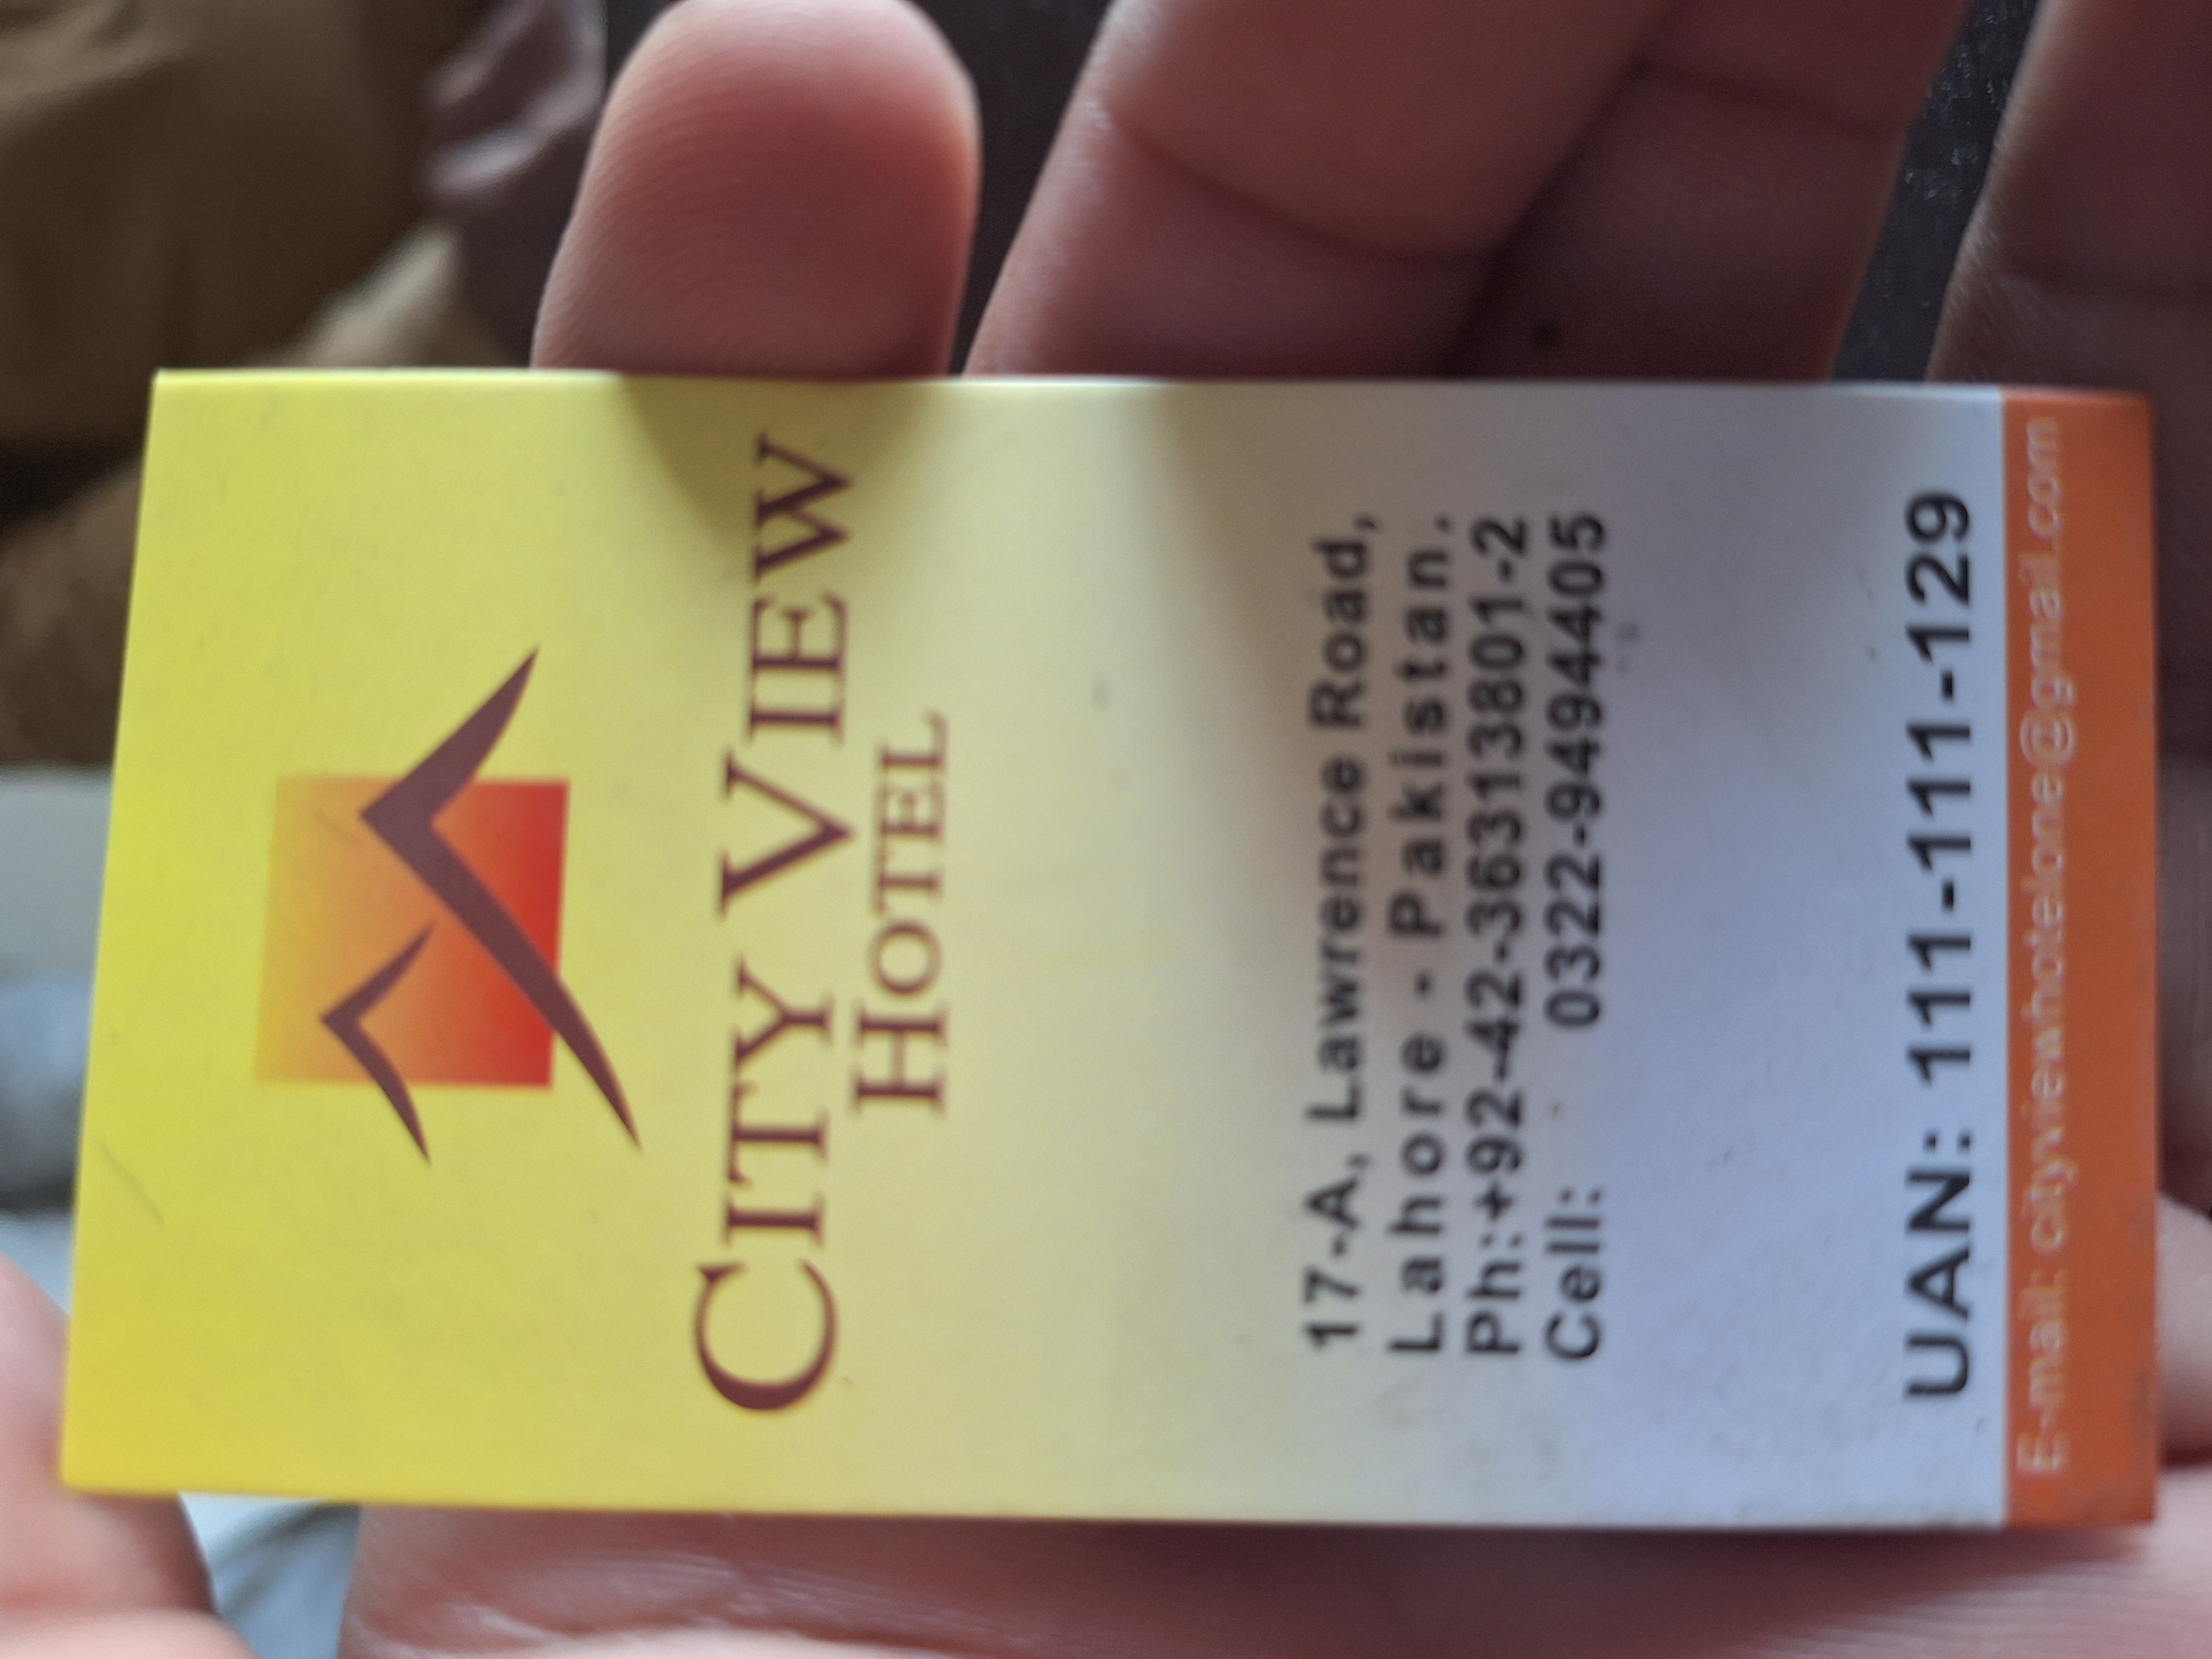 CITY VIEW
HOTEL
17-A, Lawrence Road,
Lahore - Pakistan.
Ph:+92-42-36313801-2
Cell: 0322-9494405
UAN: 111-111-129
E-mail: cityviewhotelone@gmail.com